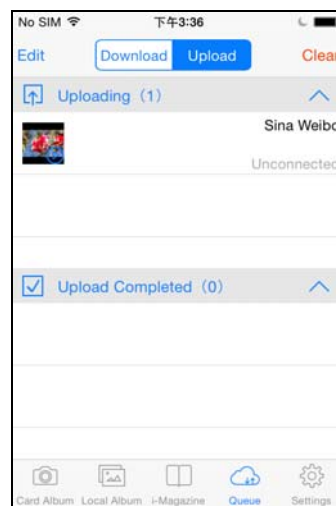 No SIM 下午3:36
Edit Download Upload Clear
Uploading (1)
Sina Weibo
Unconnected
Upload Completed (0)
Card Album Local Album i-Magazine Queue Settings